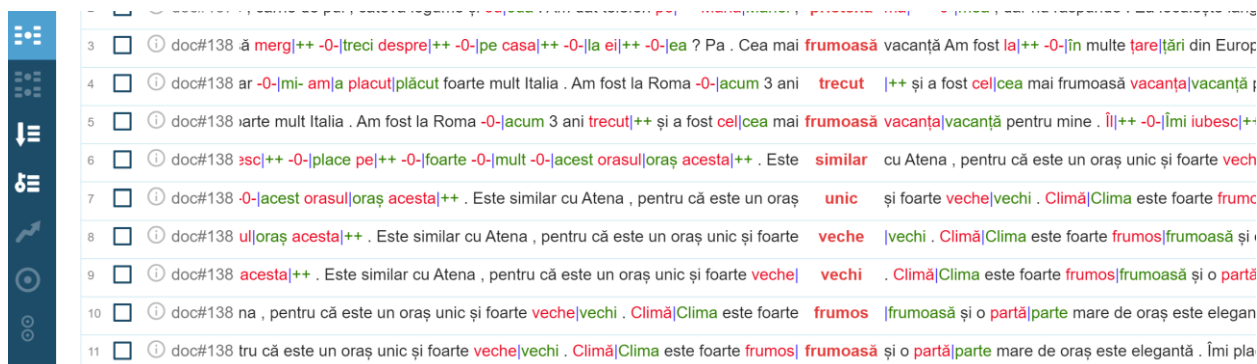 3 doc#138 merg|++ -0-|treci despre|++ -0-|pe casa|++ -0-|la ei|++ -0-|ea ? Pa . Cea mai frumoasă vacanță Am fost la|++ -0-|în multe țare|țări din Europ
4 doc#138 ar -0-|mi- am|a placut|plăcut foarte mult Italia . Am fost la Roma -0-|acum 3 ani trecut |++ și a fost cel|cea mai frumoasă vacanța|vacanță
5 doc#138 arte mult Italia . Am fost la Roma -0-|acum 3 ani trecut|++ și a fost cel|cea mai frumoasă vacanța|vacanță pentru mine . Îl|++ -0-|Îmi iubesc|++
6 doc#138 esc|++ -0-|place pe|++ -0-|foarte -0-|mult -0-|acest orasul|oraș acesta|++ . Este similar cu Atena , pentru că este un oraș unic și foarte vech
7 doc#138 -0-|acest orasul|oraș acesta|++ . Este similar cu Atena , pentru că este un oraș unic și foarte veche|vechi . Climă|Clima este foarte frumo
8 doc#138 ul|oraș acesta|++ . Este similar cu Atena , pentru că este un oraș unic și foarte veche |vechi . Climă|Clima este foarte frumos|frumoasă și
9 doc#138 acesta|++ . Este similar cu Atena , pentru că este un oraș unic și foarte veche| vechi . Climă|Clima este foarte frumos|frumoasă și o partă
10 doc#138 na , pentru că este un oraș unic și foarte veche|vechi . Climă|Clima este foarte frumos |frumoasă și o partă|parte mare de oraș este elegan
11 doc#138 tru că este un oraș unic și foarte veche|vechi . Climă|Clima este foarte frumos| frumoasă și o partă|parte mare de oraș este elegantă . Îmi pla